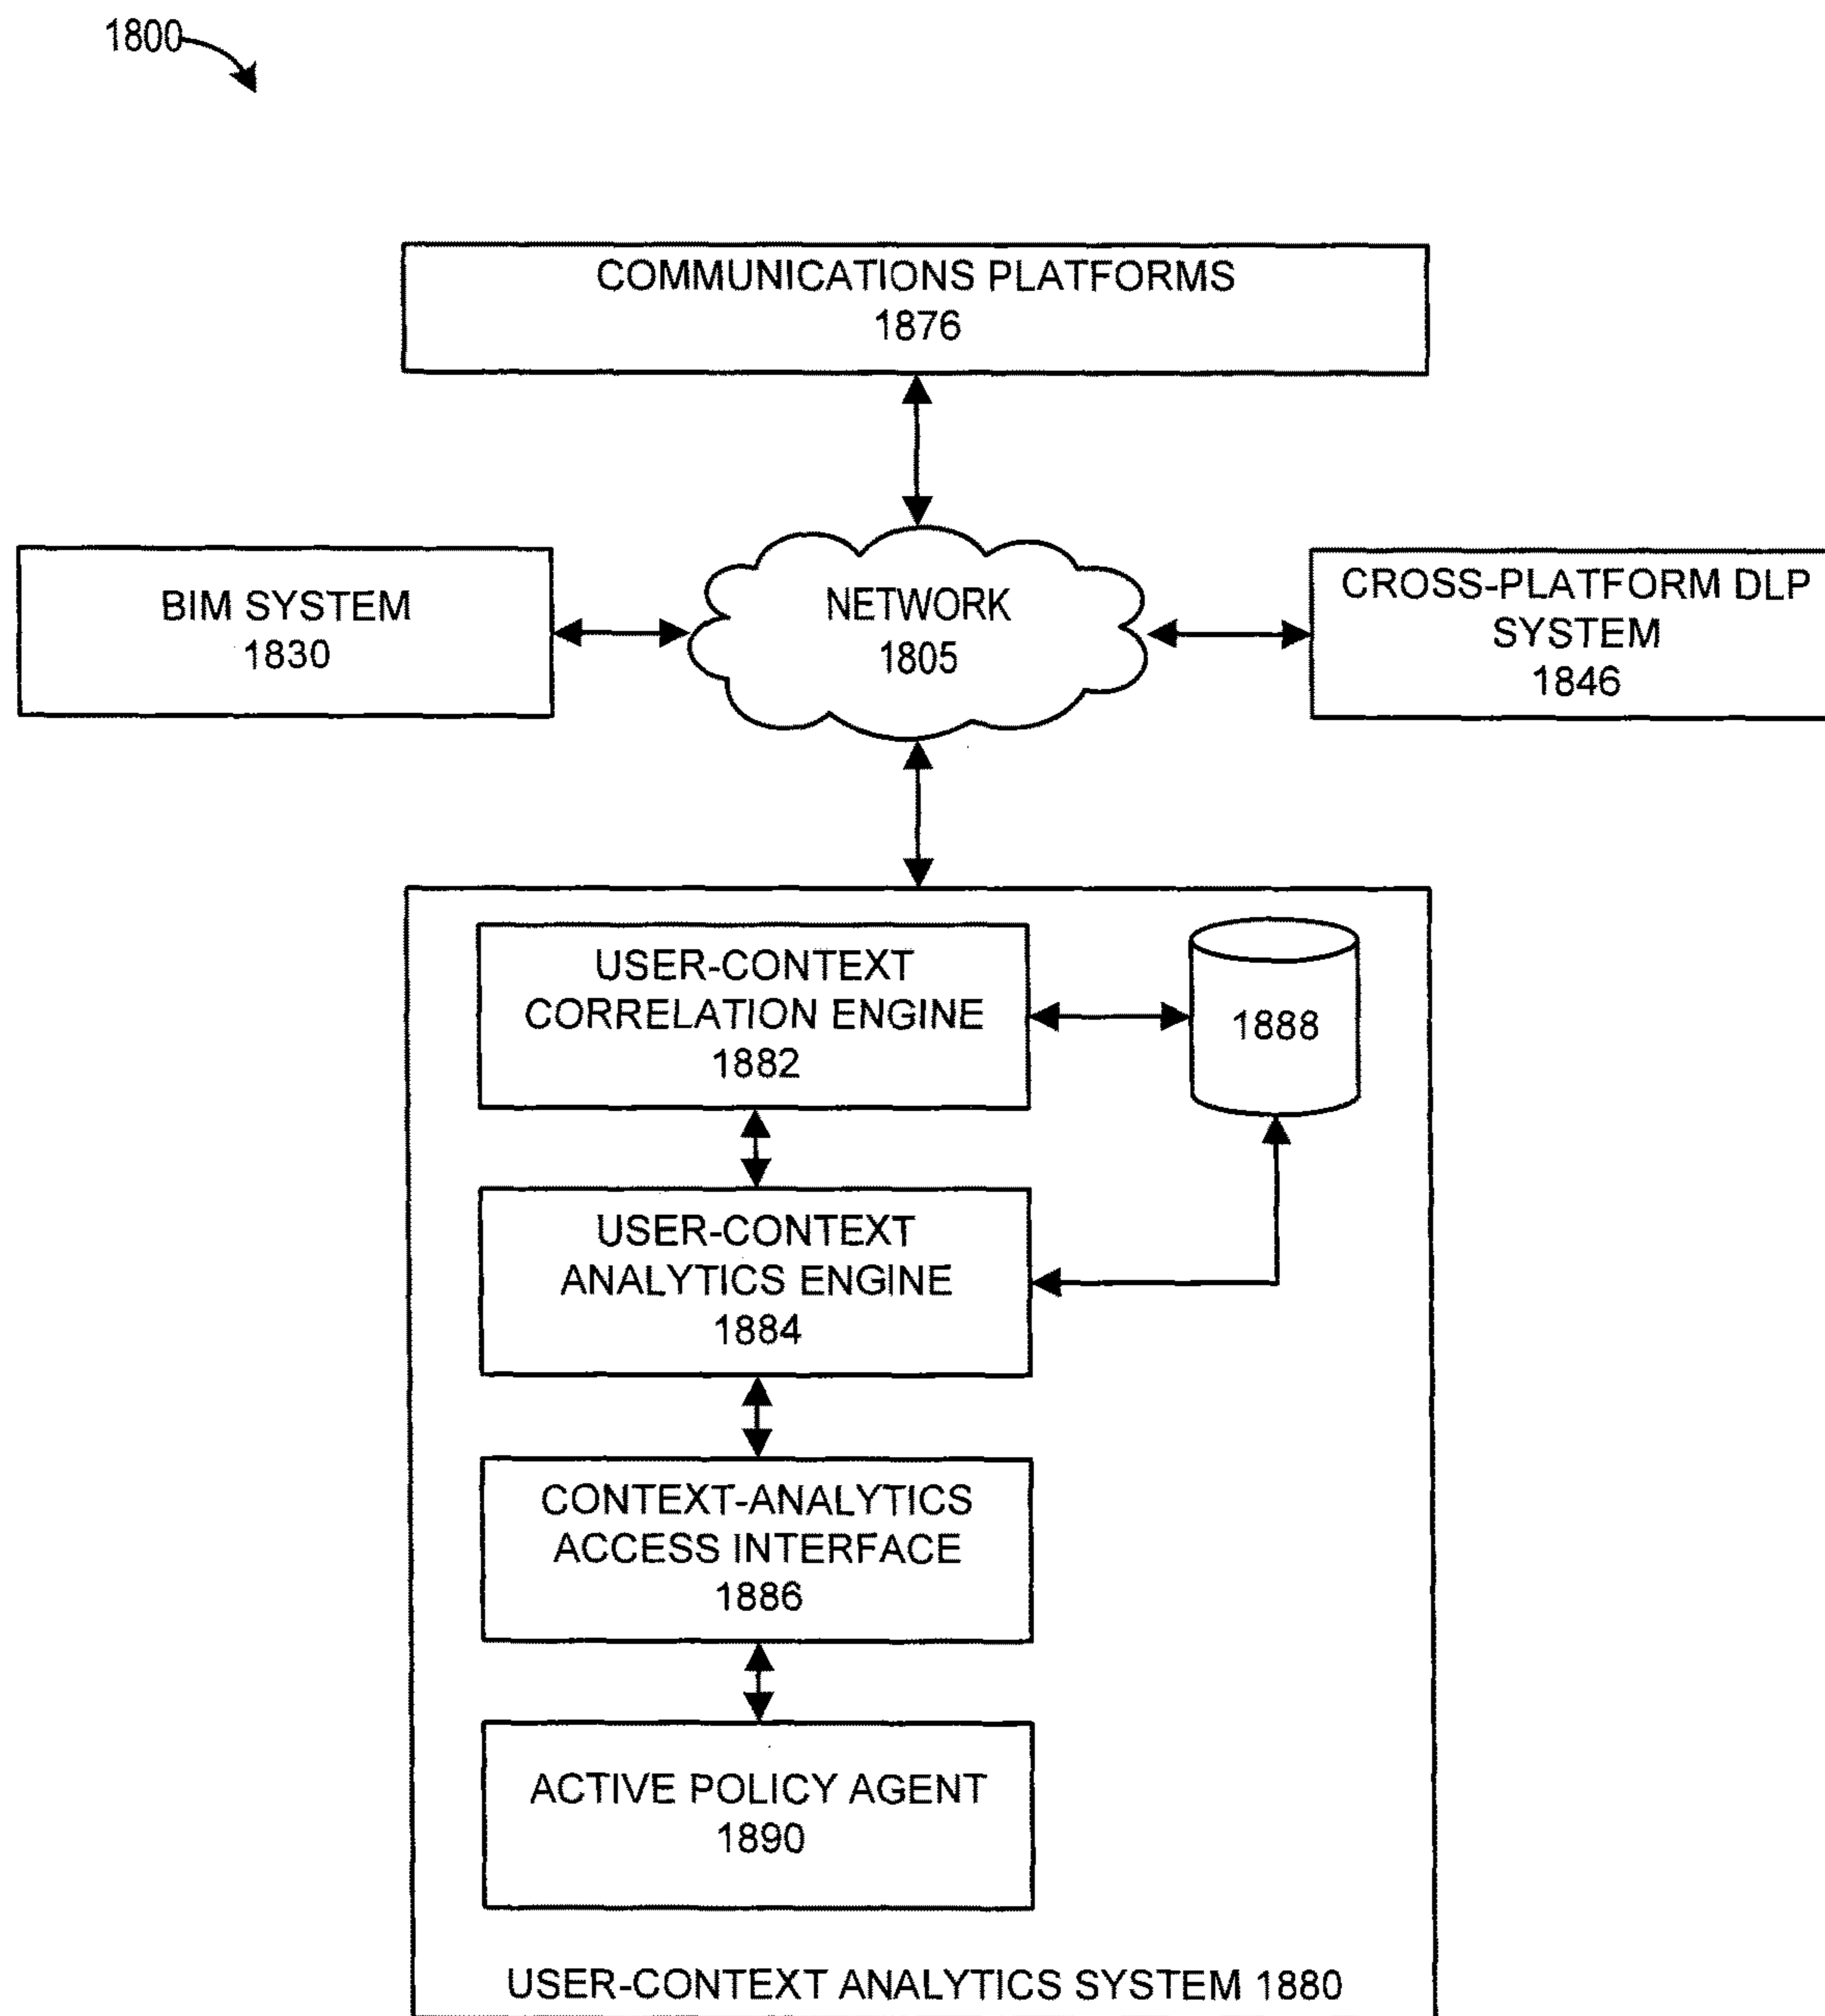 1800
COMMUNICATIONS PLATFORMS
1876
BIM SYSTEM
1830
NETWORK
1805
CROSS-PLATFORM DLP
SYSTEM
1846
USER-CONTEXT
CORRELATION ENGINE
1882
1888
USER-CONTEXT
ANALYTICS ENGINE
1884
CONTEXT-ANALYTICS
ACCESS INTERFACE
1886
ACTIVE POLICY AGENT
1890
USER-CONTEXT ANALYTICS SYSTEM 1880